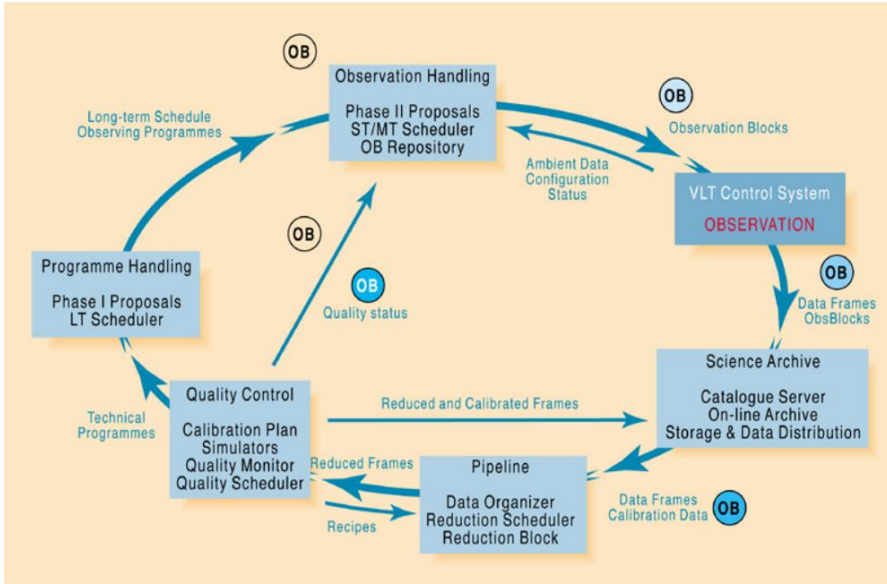 OB
Observation Handling
Phase II Proposals
ST/MT Scheduler
OB Repository
Long-term Schedule
Observing Programmes
OB
Observation Blocks
Ambient Data
Configuration
Status
VLT Control System
OBSERVATION
OB
OB
Quality status
OB
Data Frames
ObsBlocks
Programme Handling
Phase I Proposals
LT Scheduler
Science Archive
Catalogue Server
On-line Archive
Storage & Data Distribution
Quality Control
Calibration Plan
Simulators
Quality Monitor
Quality Scheduler
Technical
Programmes
Reduced and Calibrated Frames
Reduced Frames
Recipes
Pipeline
Data Organizer
Reduction Scheduler
Reduction Block
Data Frames
Calibration Data
OB